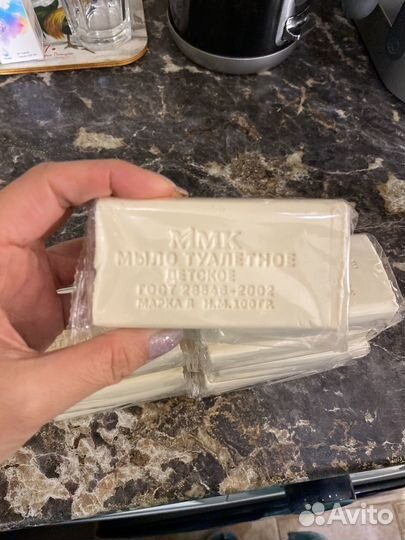 ММК
МЫЛО ТУАЛЕТНОЕ
ДЕТСКОЕ
ГОСТ 28546-2002
МАРКА Д Н.М.100ГР.
Avito